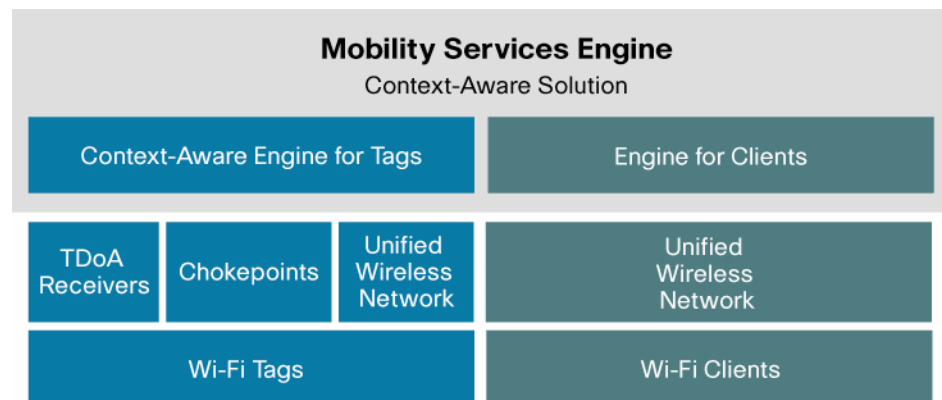 Mobility Services Engine
Context-Aware Solution
Context-Aware Engine for Tags
Engine for Clients
TDoA
Receivers
Chokepoints
Unified
Wireless
Network
Unified
Wireless
Network
Wi-Fi Tags
Wi-Fi Clients